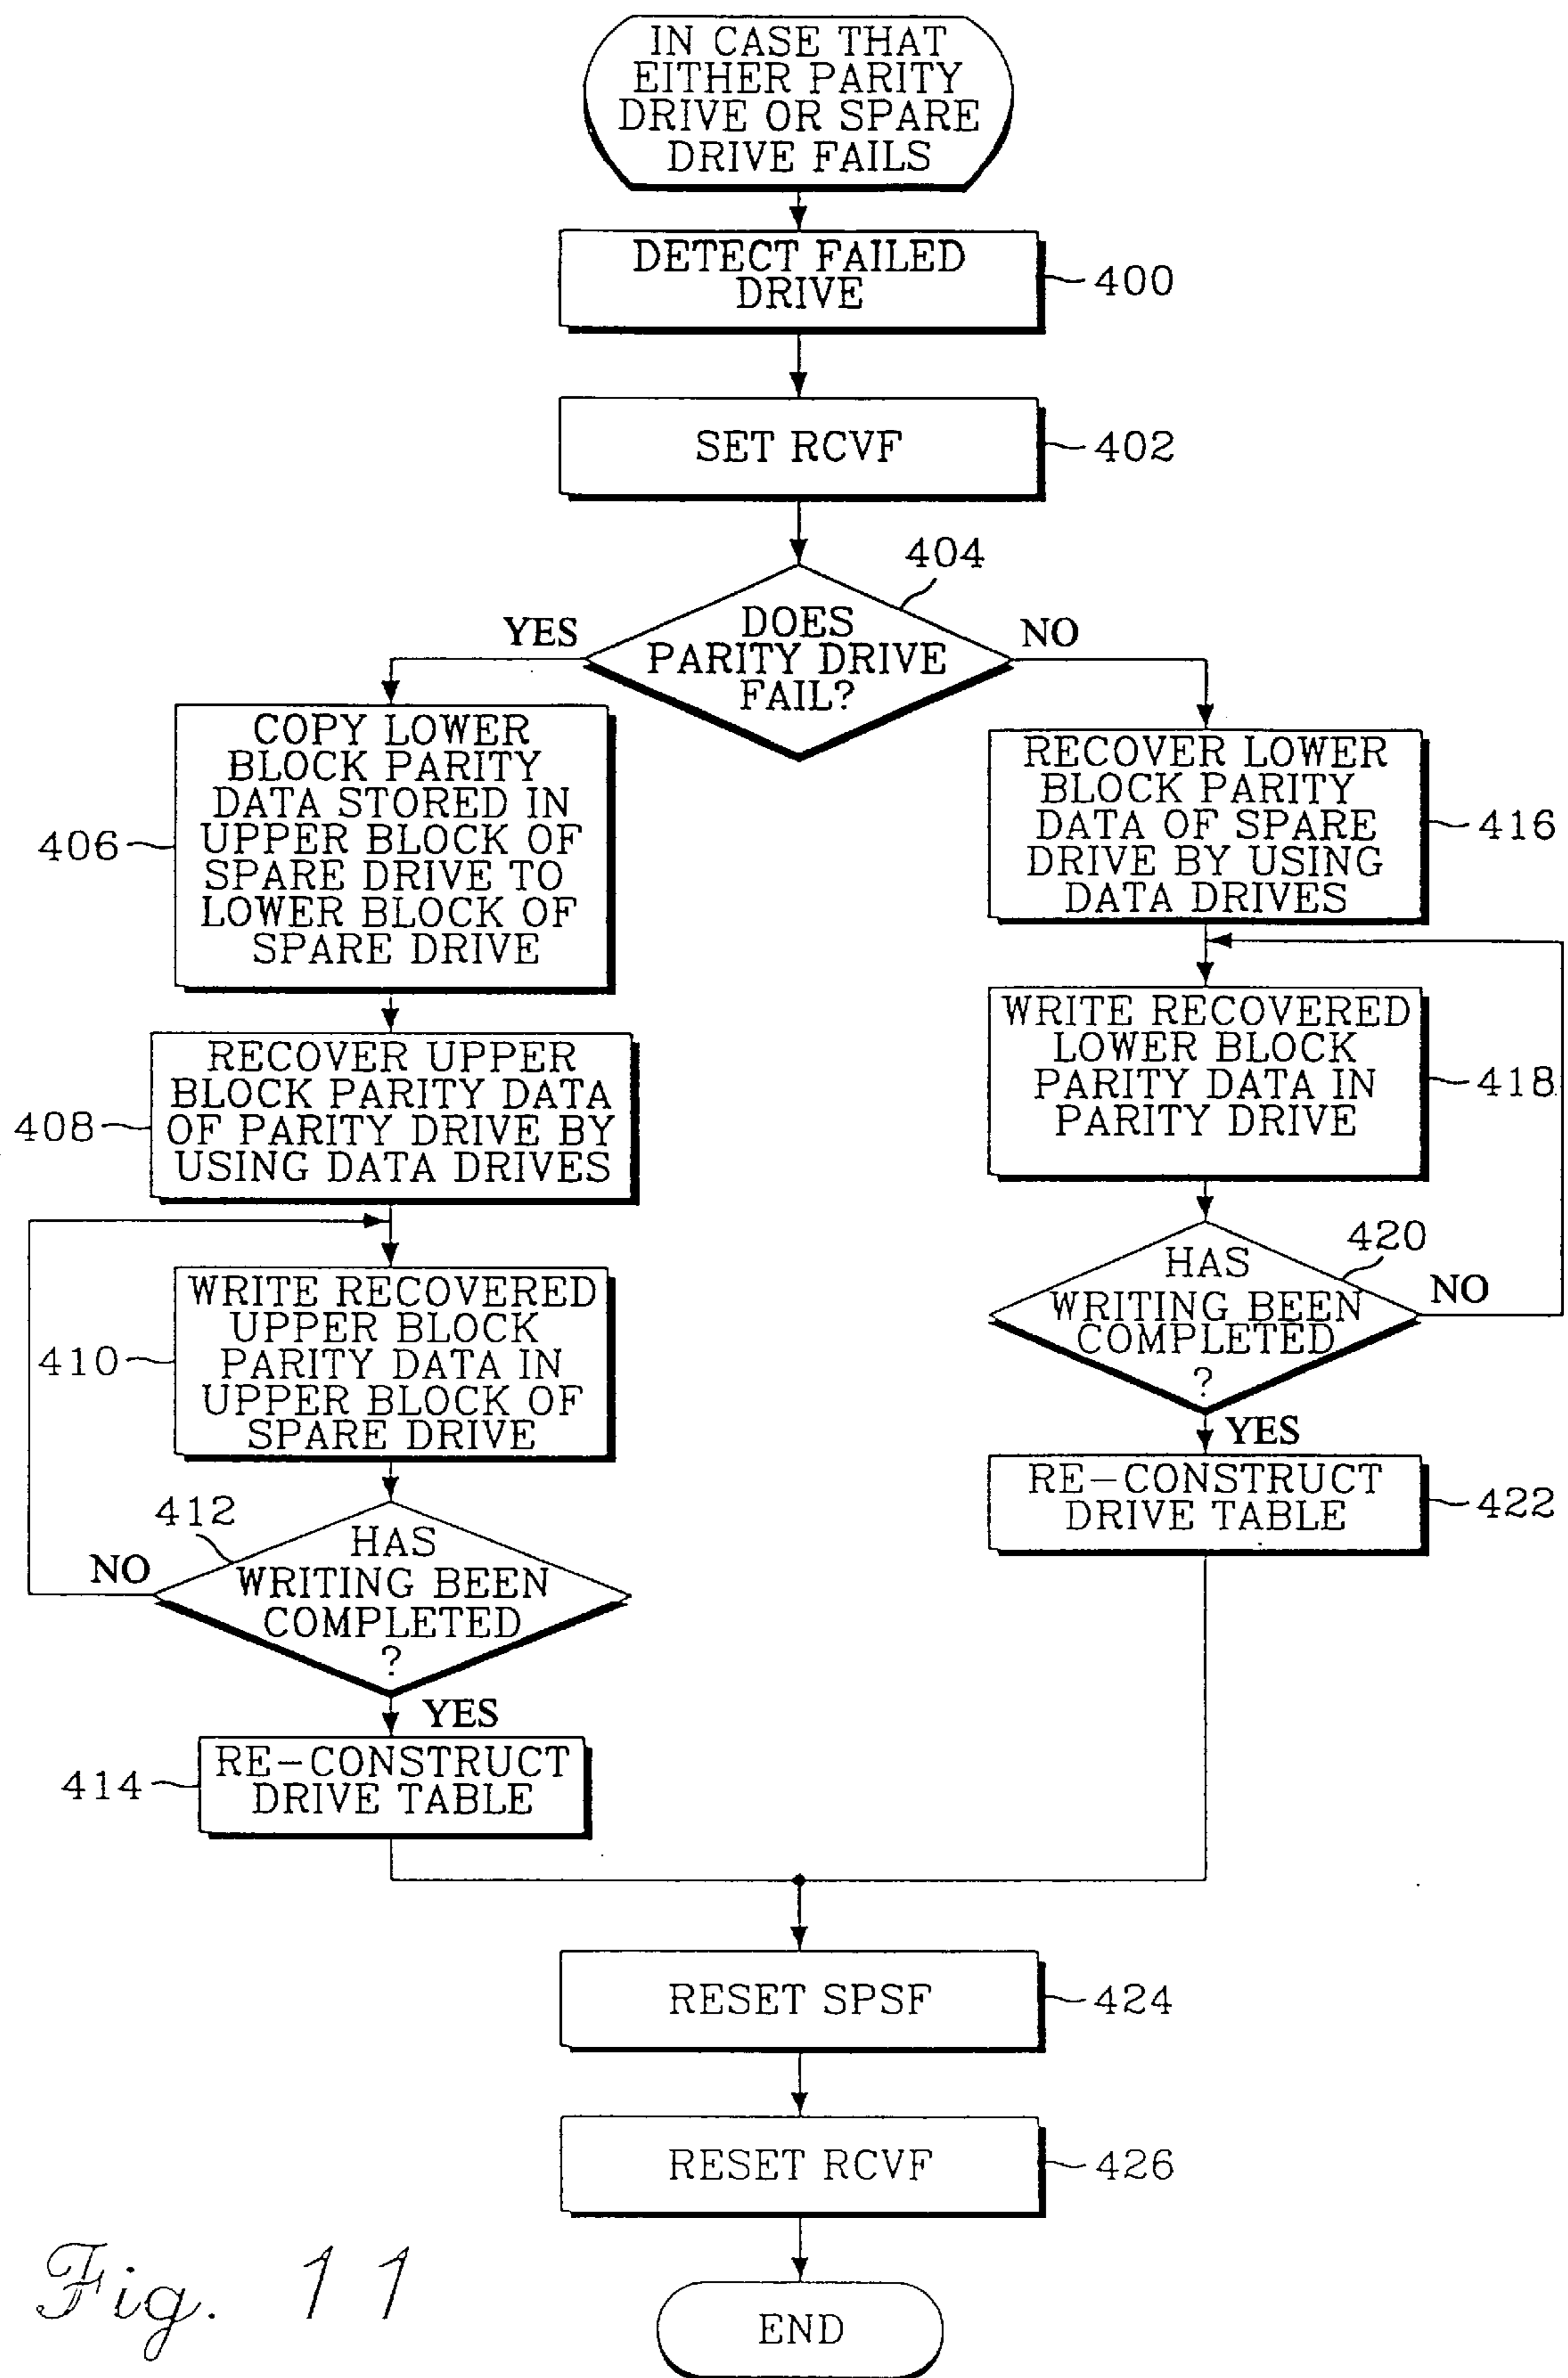 IN CASE THAT
EITHER PARITY
DRIVE OR SPARE
DRIVE FAILS
DETECT FAILED
DRIVE
400
SET RCVF
402
404
DOES
PARITY DRIVE
FAIL?
YES
NO
COPY LOWER
BLOCK PARITY
DATA STORED IN
UPPER BLOCK OF
SPARE DRIVE TO
LOWER BLOCK OF
SPARE DRIVE
406
RECOVER UPPER
BLOCK PARITY DATA
OF PARITY DRIVE BY
USING DATA DRIVES
408
WRITE RECOVERED
UPPER BLOCK
PARITY DATA IN
UPPER BLOCK OF
SPARE DRIVE
410
412
HAS
WRITING BEEN
COMPLETED
?
NO
YES
RE-CONSTRUCT
DRIVE TABLE
414
RECOVER LOWER
BLOCK PARITY
DATA OF SPARE
DRIVE BY USING
DATA DRIVES
416
WRITE RECOVERED
LOWER BLOCK
PARITY DATA IN
PARITY DRIVE
418
420
HAS
WRITING BEEN
COMPLETED
?
NO
YES
RE-CONSTRUCT
DRIVE TABLE
422
RESET SPSF
424
RESET RCVF
426
END
Fig. 11